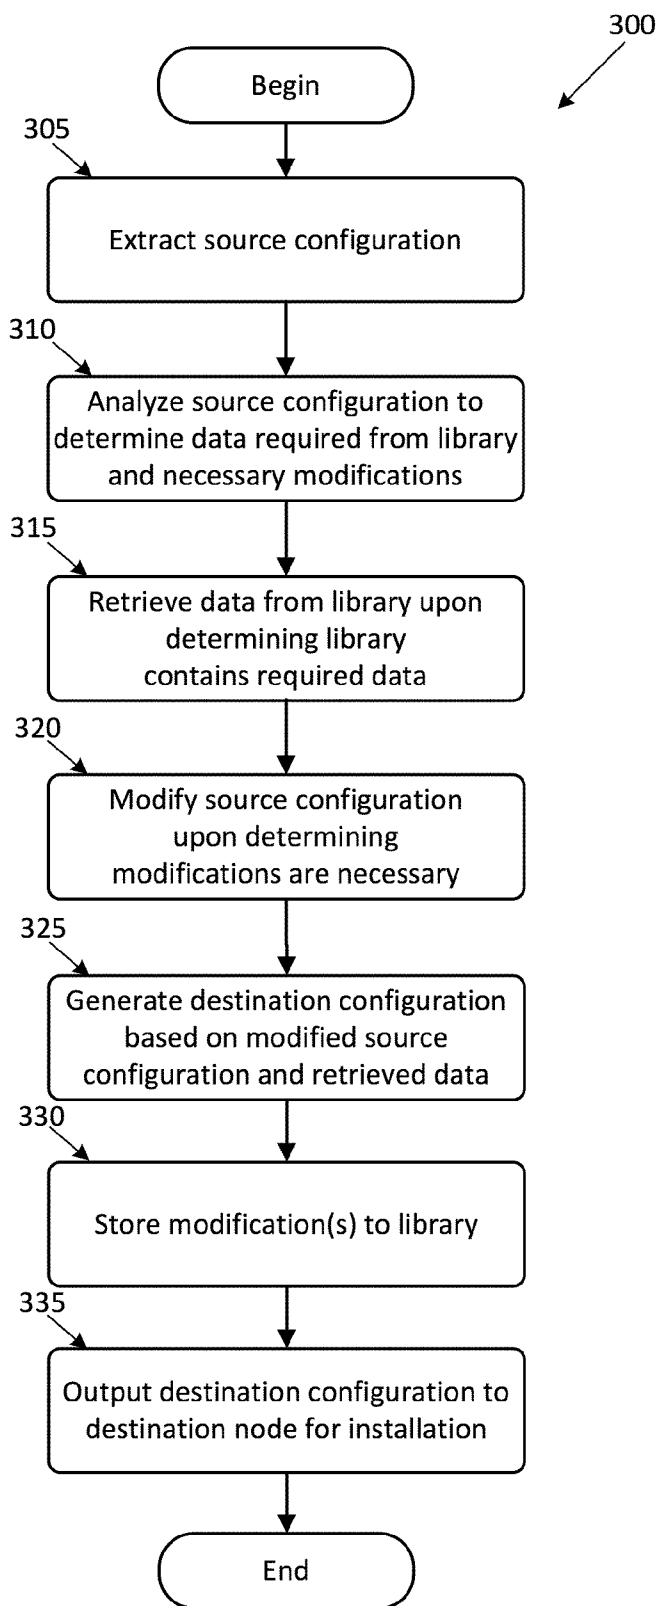 300
Begin
305
Extract source configuration
310
Analyze source configuration to
determine data required from library
and necessary modifications
315
Retrieve data from library upon
determining library
contains required data
320
Modify source configuration
upon determining
modifications are necessary
325
Generate destination configuration
based on modified source
configuration and retrieved data
330
Store modification(s) to library
335
Output destination configuration to
destination node for installation
End